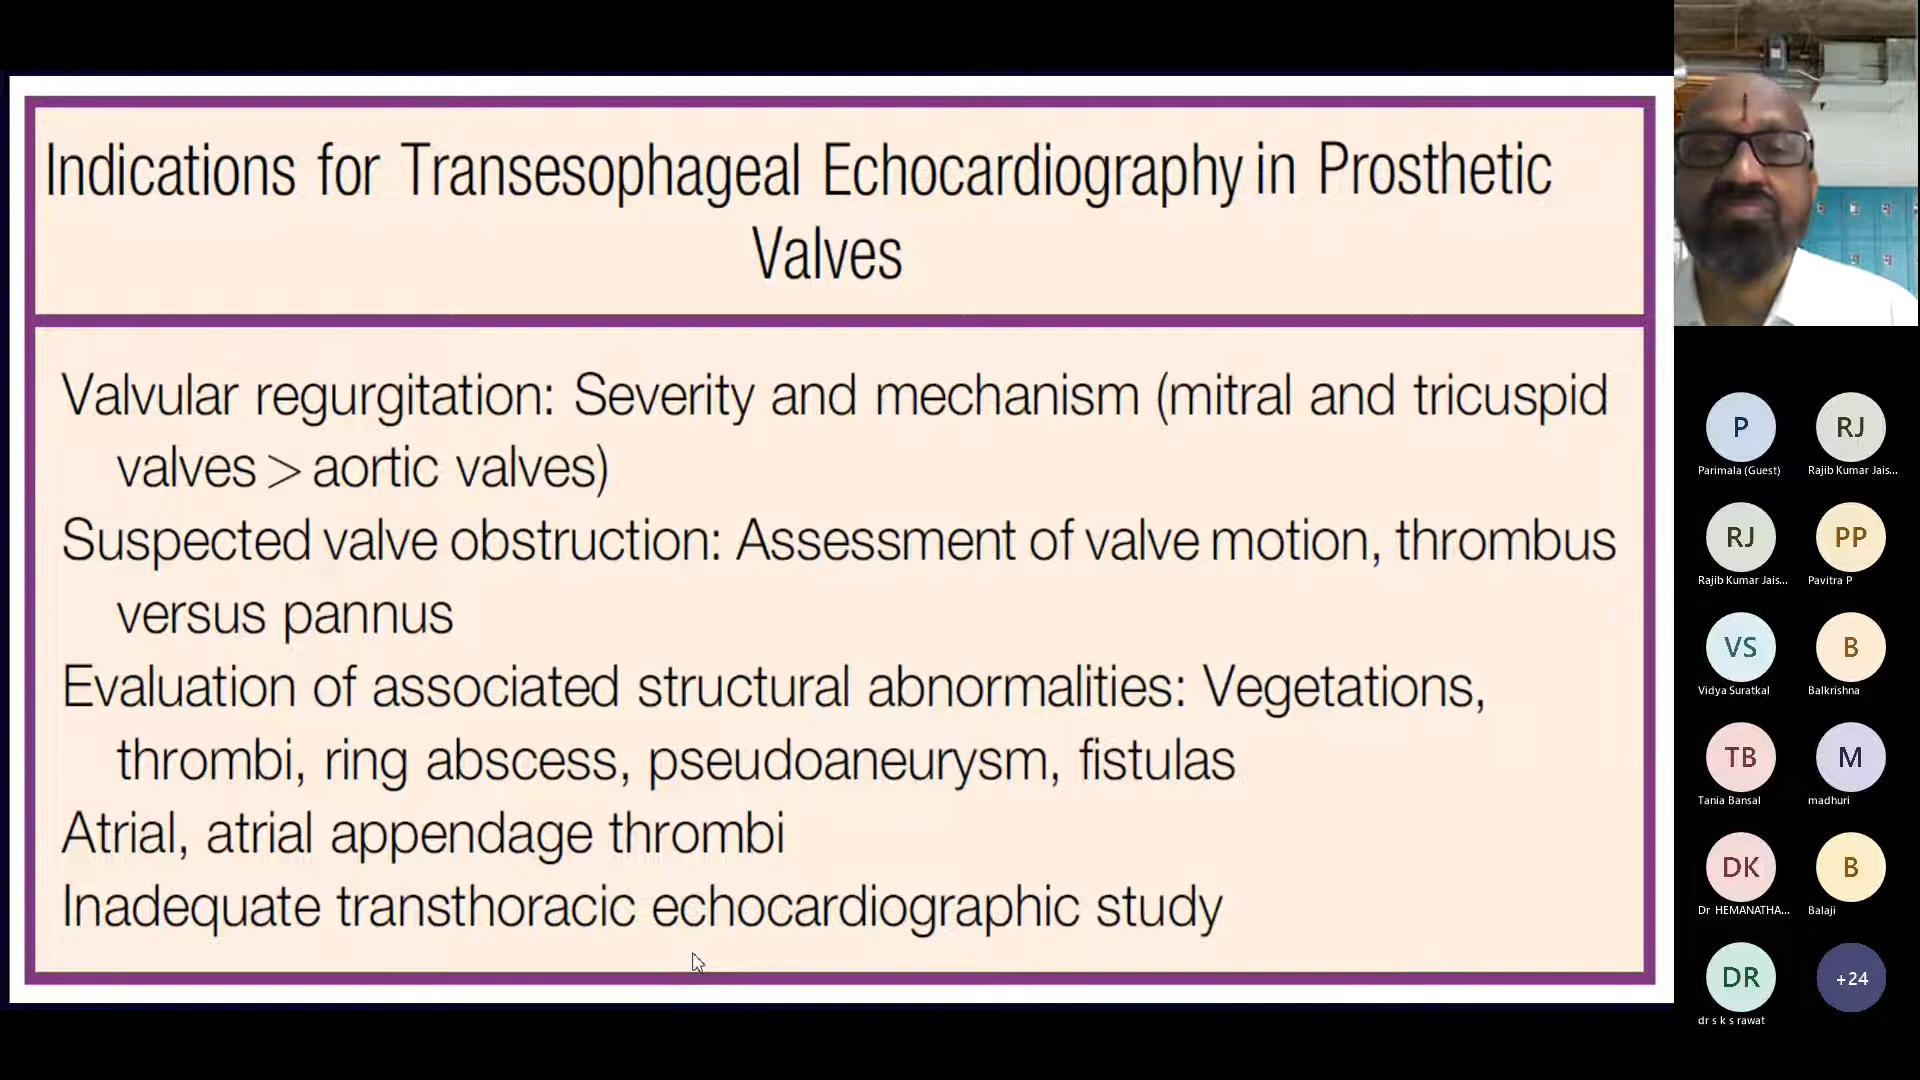 Indications for Transesophageal Echocardiography in Prosthetic
Valves
Valvular regurgitation: Severity and mechanism (mitral and tricuspid
valves > aortic valves)
Suspected valve obstruction: Assessment of valve motion, thrombus
versus pannus
Evaluation of associated structural abnormalities: Vegetations,
thrombi, ring abscess, pseudoaneurysm, fistulas
Atrial, atrial appendage thrombi
Inadequate transthoracic echocardiographic study
P
RJ
Parimala (Guest)
Rajib Kumar Jais...
RJ
PP
Rajib Kumar Jais...
Pavitra P
VS
B
Vidya Suratkal
Balkrishna
TB
M
Tania Bansal
madhuri
DK
B
Dr HEMANATHA...
Balaji
DR
+24
dr s k s rawat